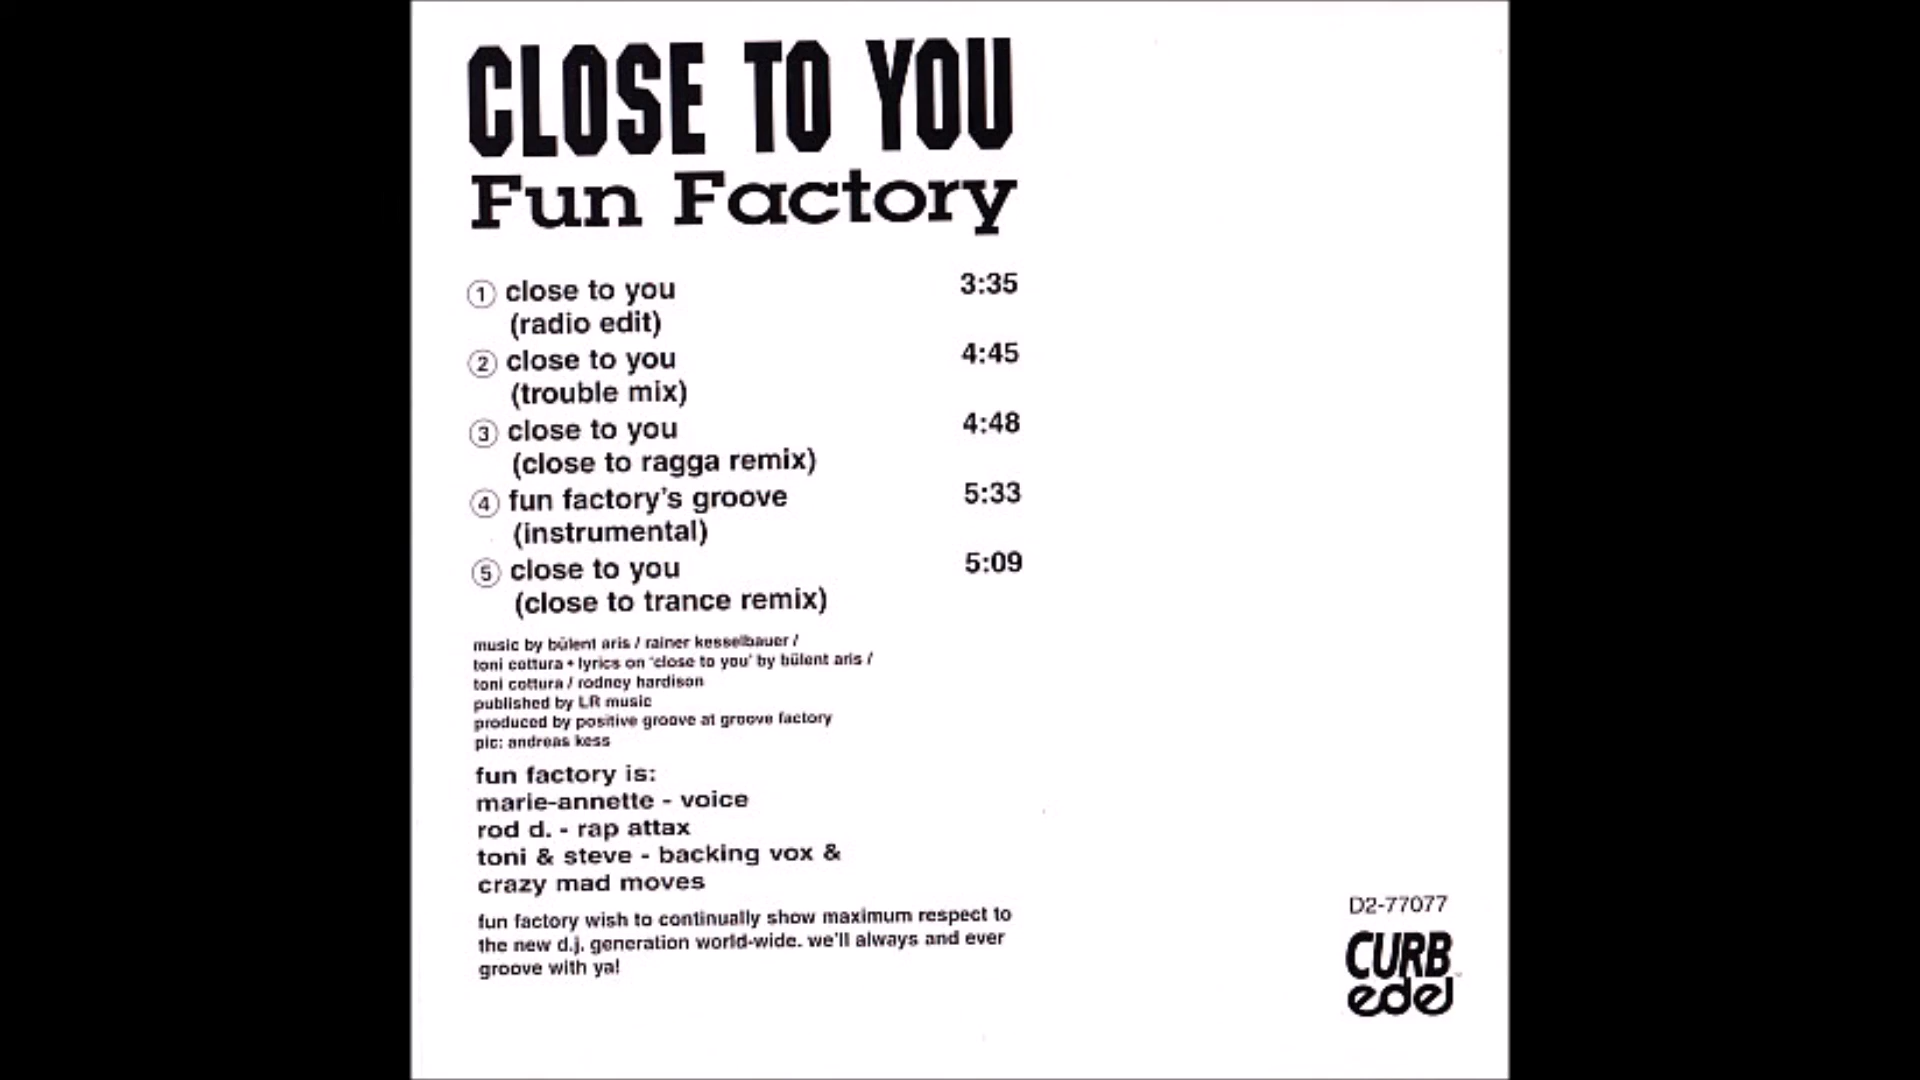 CLOSE TO YOU
Fun Factory
1 close to you 3:35
(radio edit)
2 close to you 4:45
(trouble mix)
3 close to you 4:48
(close to ragga remix)
4 fun factory's groove 5:33
(instrumental)
5 close to you 5:09
(close to trance remix)
music by bülent aris / rainer kesselbauer /
toni cottura • lyrics on 'close to you' by bülent aris /
toni cottura / rodney hardison
published by LR music
produced by positive groove at groove factory
pic: andreas kess
fun factory is:
marie-annette - voice
rod d. - rap attax
toni & steve - backing vox &
crazy mad moves
fun factory wish to continually show maximum respect to
the new d.j. generation world-wide. we'll always and ever
groove with ya!
D2-77077
CURB
edel